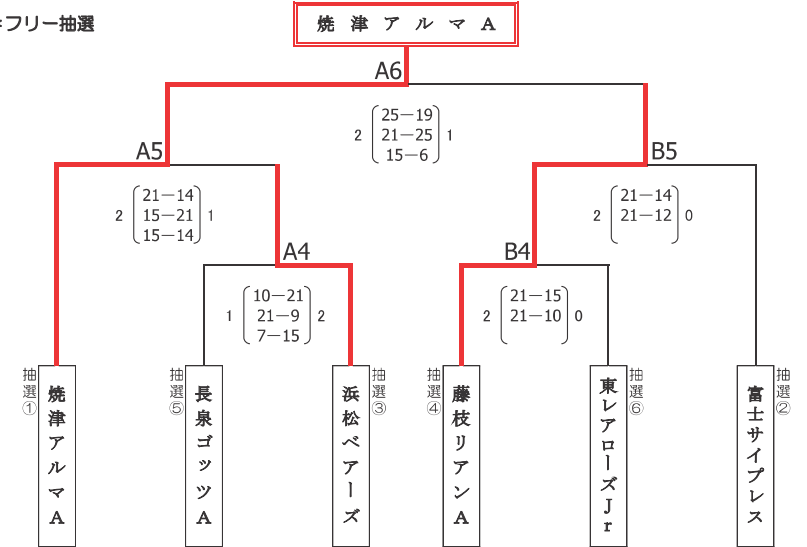 =フリー抽選
焼津アルマA
A6
2 25－19 1
21－25
15－6
A5
B5
2 21－14 1
15－21
15－14
2 21－14 0
21－12
A4
B4
1 10－21 2
21－9
7－15
2 21－15 0
21－10
抽選①
焼津アルマA
抽選⑤
長泉ゴッツA
浜松ベアーズ
抽選③
抽選④
藤枝リアンA
東レアローズJr
抽選⑥
富士サイプレス
抽選②